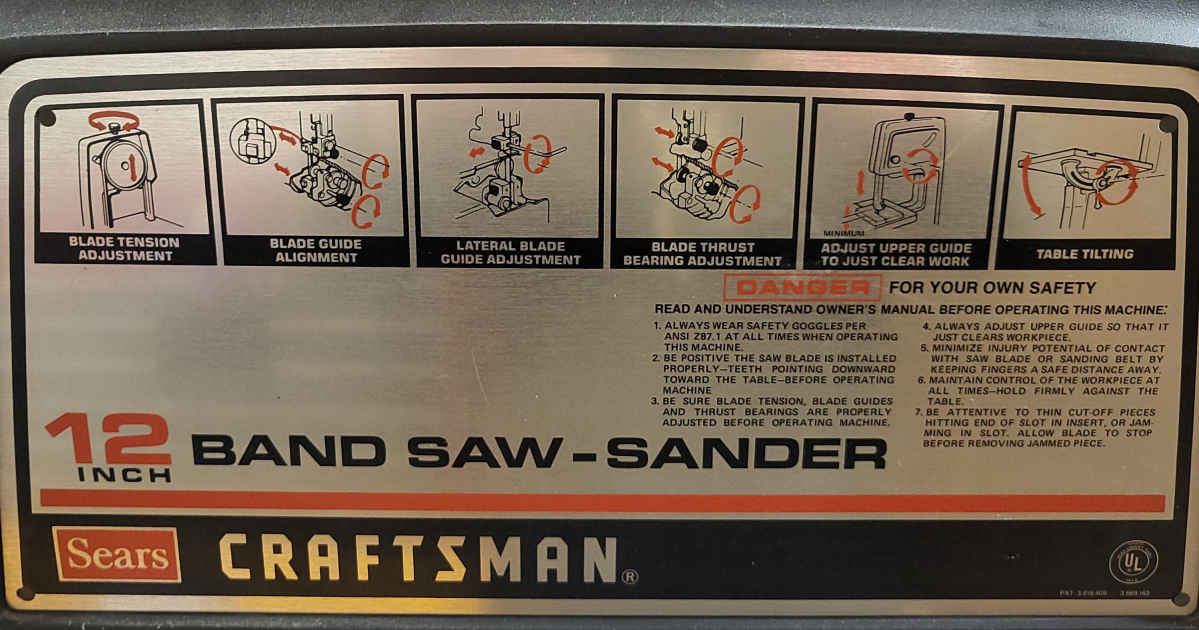 BLADE TENSION
ADJUSTMENT
BLADE GUIDE
ALIGNMENT
LATERAL BLADE
GUIDE ADJUSTMENT
BLADE THRUST
BEARING ADJUSTMENT
MINIMUM
ADJUST UPPER GUIDE
TO JUST CLEAR WORK
TABLE TILTING
DANGER FOR YOUR OWN SAFETY
READ AND UNDERSTAND OWNER'S MANUAL BEFORE OPERATING THIS MACHINE:
1. ALWAYS WEAR SAFETY GOGGLES PER
ANSI Z87.1 AT ALL TIMES WHEN OPERATING
THIS MACHINE.
2. BE POSITIVE THE SAW BLADE IS INSTALLED
PROPERLY—TEETH POINTING DOWNWARD
TOWARD THE TABLE—BEFORE OPERATING
MACHINE
3. BE SURE BLADE TENSION, BLADE GUIDES
AND THRUST BEARINGS ARE PROPERLY
ADJUSTED BEFORE OPERATING MACHINE.
4. ALWAYS ADJUST UPPER GUIDE SO THAT IT
JUST CLEARS WORKPIECE.
5. MINIMIZE INJURY POTENTIAL OF CONTACT
WITH SAW BLADE OR SANDING BELT BY
KEEPING FINGERS A SAFE DISTANCE AWAY.
6. MAINTAIN CONTROL OF THE WORKPIECE AT
ALL TIMES—HOLD FIRMLY AGAINST THE
TABLE.
7. BE ATTENTIVE TO THIN CUT-OFF PIECES
HITTING END OF SLOT IN INSERT, OR JAM-
MING IN SLOT. ALLOW BLADE TO STOP
BEFORE REMOVING JAMMED PIECE.
12
INCH
BAND SAW-SANDER
Sears
CRAFTSMAN®
UL
PAT.